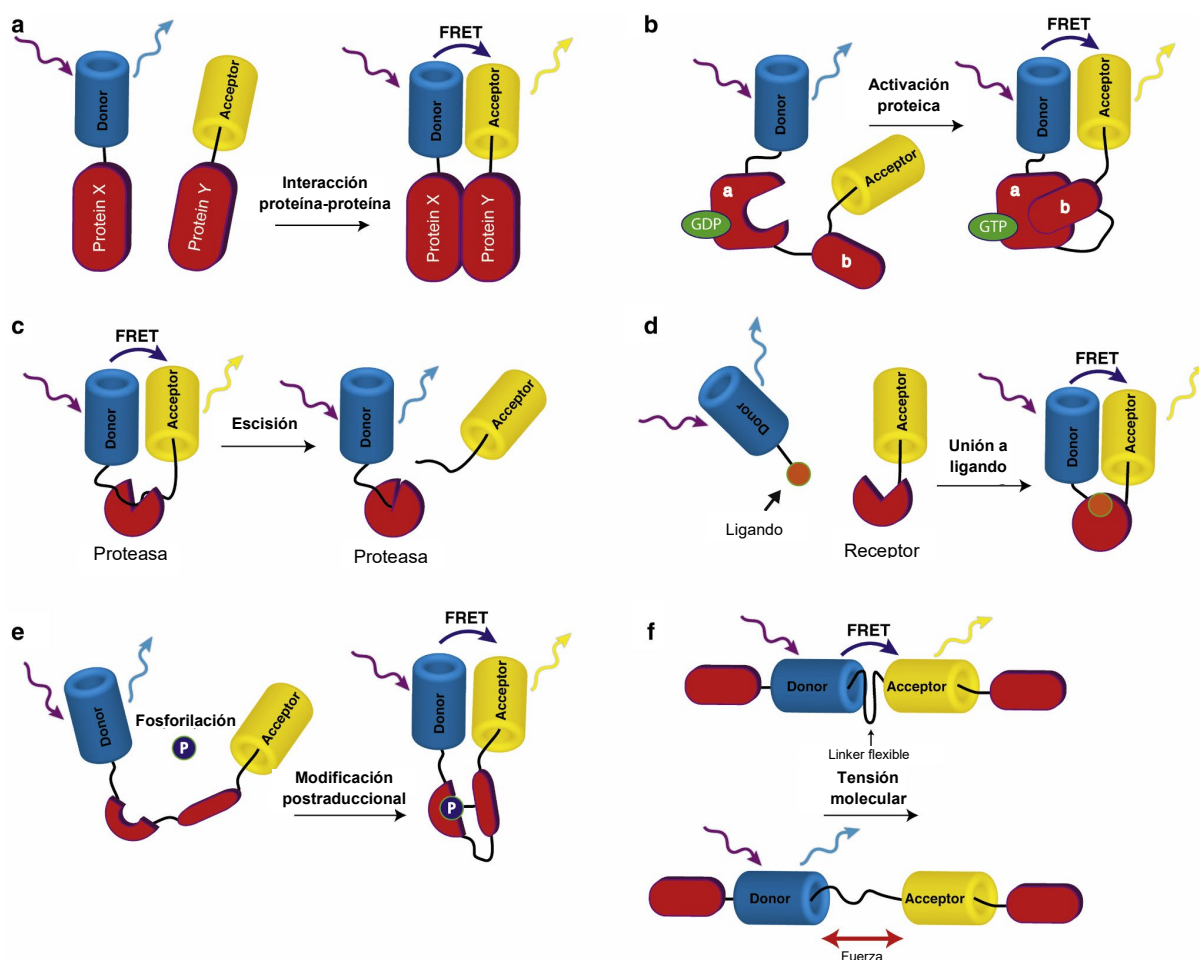 a
FRET
Donor
Acceptor
Protein X
Protein Y
Interacción
proteína-proteína
Donor
Acceptor
Protein X
Protein Y
b
FRET
Donor
Activación
proteica
Acceptor
a
GDP
b
Donor
Acceptor
a
b
GTP
c
FRET
Donor
Acceptor
Proteasa
Escisión
Donor
Acceptor
Proteasa
d
FRET
Donor
Ligando
Acceptor
Receptor
Unión a
ligando
Donor
Acceptor
e
FRET
Donor
Fosforilación
P
Acceptor
Modificación
postraduccional
Donor
Acceptor
P
f
FRET
Donor
Acceptor
Linker flexible
Tensión
molecular
Donor
Acceptor
Fuerza